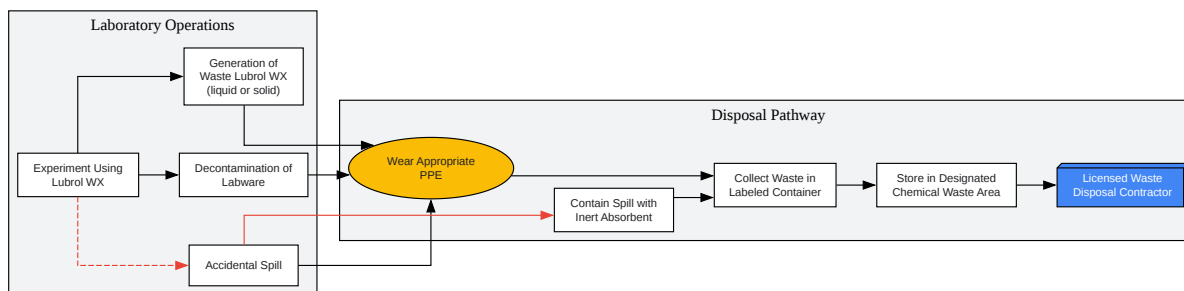 Laboratory Operations
Generation of
Waste Lubrol WX
(liquid or solid)
Experiment Using
Lubrol WX
Decontamination of
Labware
Accidental Spill
Disposal Pathway
Wear Appropriate
PPE
Contain Spill with
Inert Absorbent
Collect Waste in
Labeled Container
Store in Designated
Chemical Waste Area
Licensed Waste
Disposal Contractor